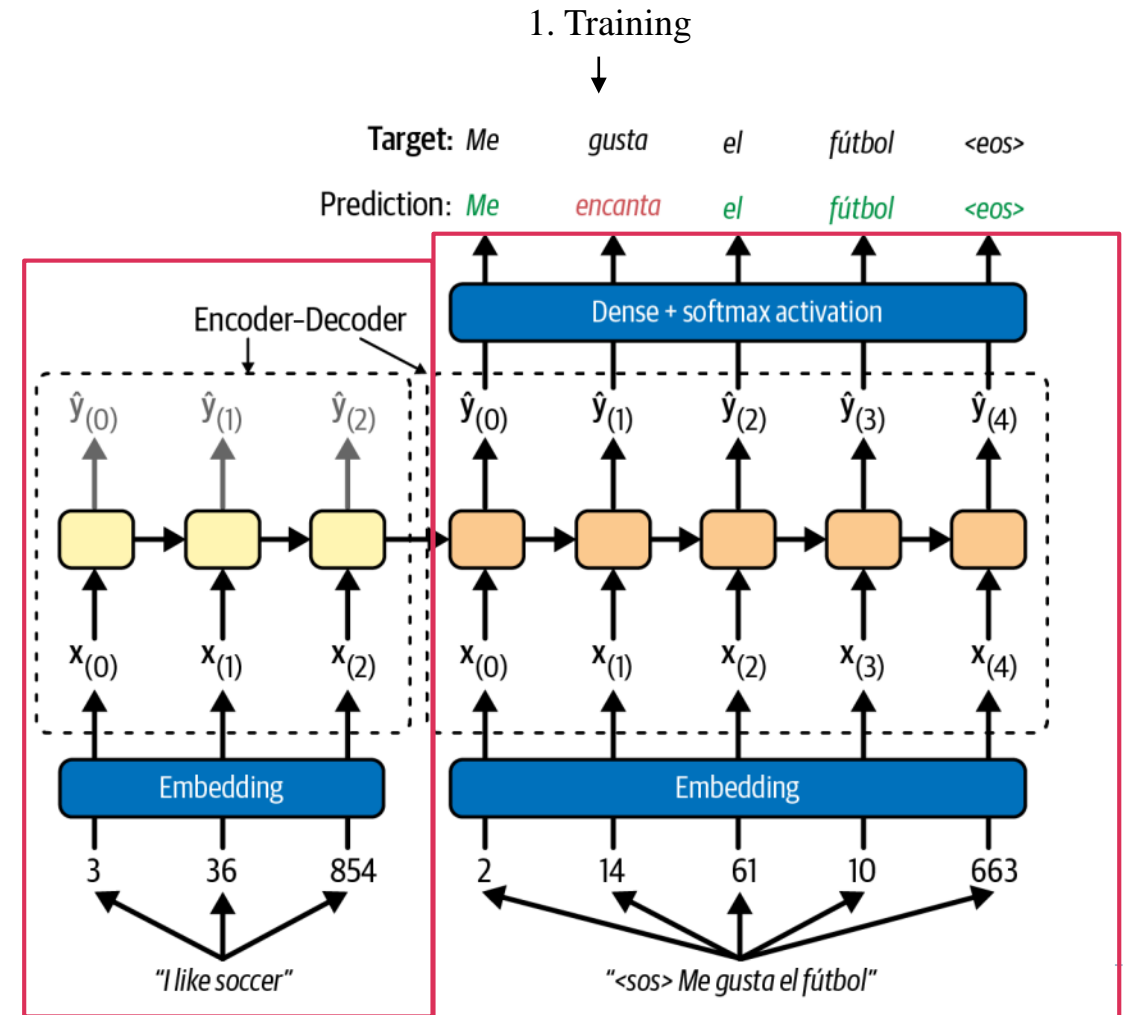 1. Training
Target: Me gusta el fútbol <eos>
Prediction: Me encanta el fútbol <eos>
Dense + softmax activation
Encoder–Decoder
ŷ(0) ŷ(1) ŷ(2) ŷ(0) ŷ(1) ŷ(2) ŷ(3) ŷ(4)
x(0) x(1) x(2) x(0) x(1) x(2) x(3) x(4)
Embedding Embedding
3 36 854 2 14 61 10 663
“I like soccer” “<sos> Me gusta el fútbol”